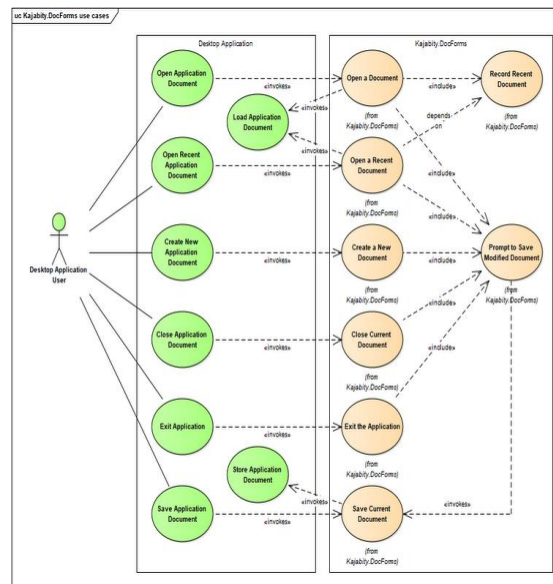 uc Kajabity.DocForms use cases
Desktop Application
Kajabity.DocForms
Open Application
Document
«invokes»
Open a Document
(from
Kajabity.DocForms)
«include»
Record Recent
Document
(from
Kajabity.DocForms)
Load Application
Document
«invokes»
«invokes»
depends
on
Open Recent
Application
Document
«invokes»
Open a Recent
Document
(from
Kajabity.DocForms)
«include»
«include»
Create New
Application
Document
«invokes»
Create a New
Document
(from
Kajabity.DocForms)
«include»
Prompt to Save
Modified Document
(from
Kajabity.DocForms)
Desktop Application
User
Close Application
Document
«invokes»
Close Current
Document
(from
Kajabity.DocForms)
«include»
Exit Application
«invokes»
Exit the Application
(from
Kajabity.DocForms)
«include»
Store Application
Document
«invokes»
Save Application
Document
«invokes»
Save Current
Document
(from
Kajabity.DocForms)
«invokes»